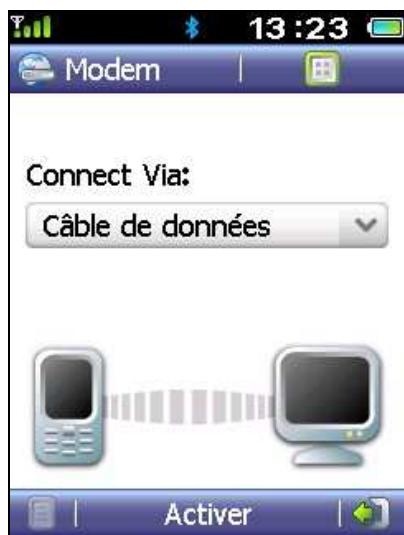 13:23
Modem
Connect Via:
Câble de données
Activer